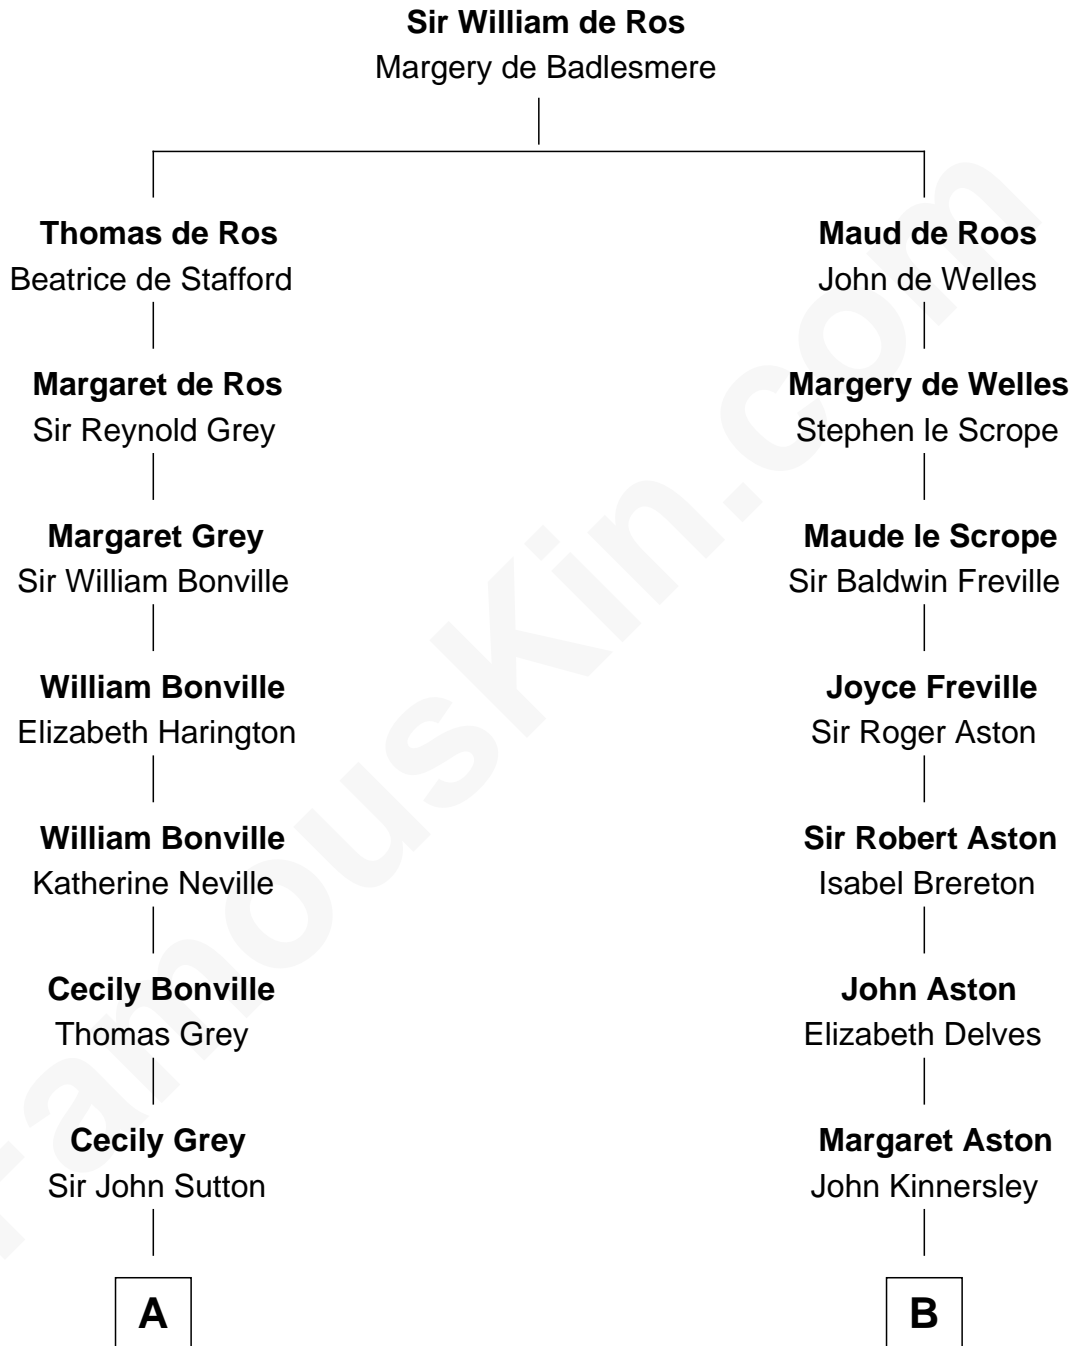 Sir William de Ros
Margery de Badlesmere
Thomas de Ros
Beatrice de Stafford
Margaret de Ros
Sir Reynold Grey
Margaret Grey
Sir William Bonville
William Bonville
Elizabeth Harington
William Bonville
Katherine Neville
Cecily Bonville
Thomas Grey
Cecily Grey
Sir John Sutton
A
Maud de Roos
John de Welles
Margery de Welles
Stephen le Scrope
Maude le Scrope
Sir Baldwin Freville
Joyce Freville
Sir Roger Aston
Sir Robert Aston
Isabel Brereton
John Aston
Elizabeth Delves
Margaret Aston
John Kinnersley
B
FamousKin.com